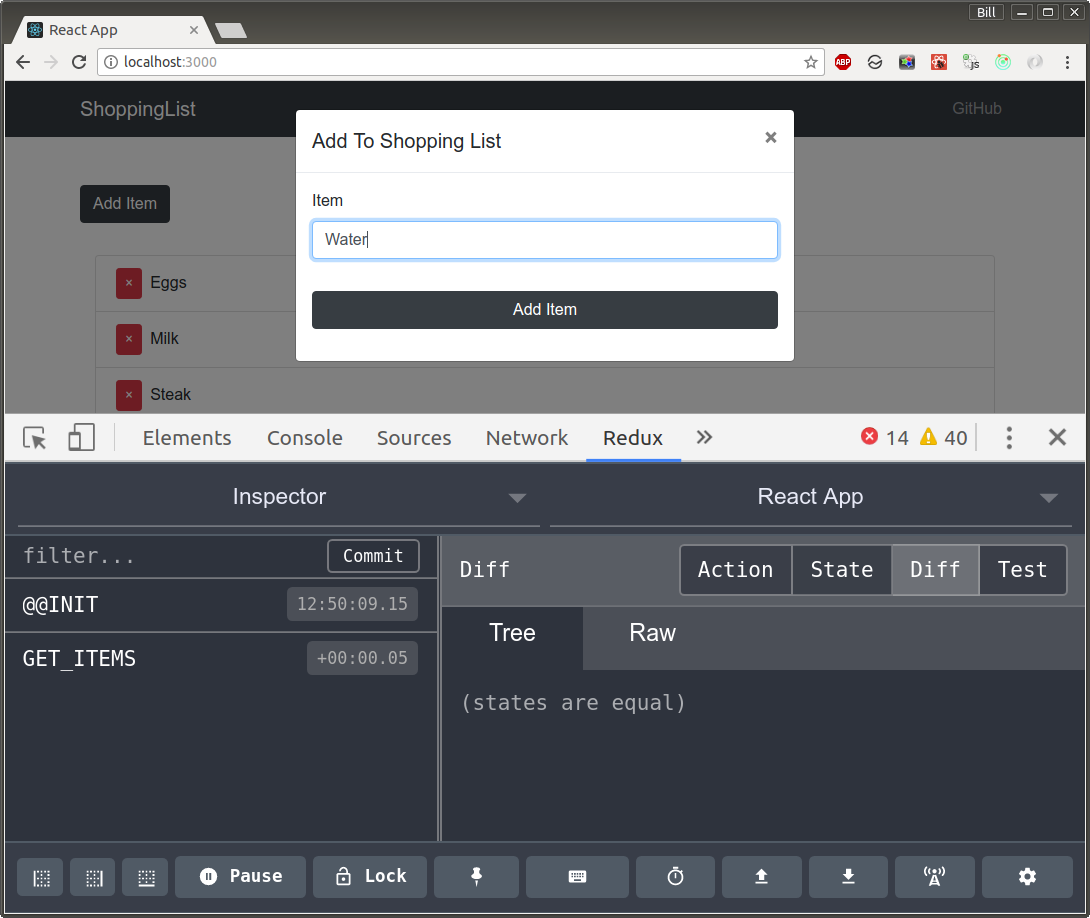 Bill
React App
localhost:3000
ABP
js
ShoppingList
GitHub
Add To Shopping List
×
Item
Water
Add Item
Add Item
× Eggs
× Milk
× Steak
Elements Console Sources Network Redux » 14 40
Inspector React App
filter... Commit
Diff Action State Diff Test
@@INIT 12:50:09.15
Tree Raw
GET_ITEMS +00:00.05
(states are equal)
Pause Lock